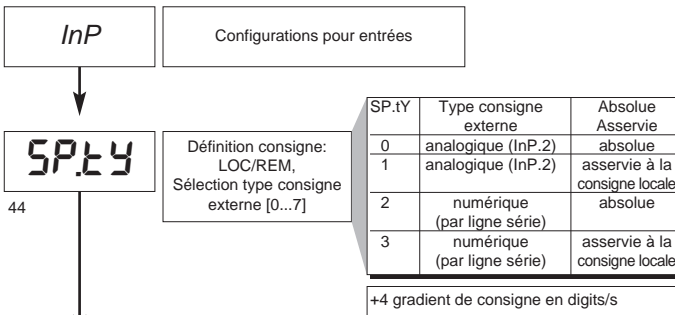 InP
Configurations pour entrées
SP.tY
44
Définition consigne:
LOC/REM,
Sélection type consigne
externe [0...7]
SP.tY Type consigne externe Absolue Asservie
0 analogique (InP.2) absolue
1 analogique (InP.2) asservie à la consigne locale
2 numérique (par ligne série) absolue
3 numérique (par ligne série) asservie à la consigne locale
+4 gradient de consigne en digits/s